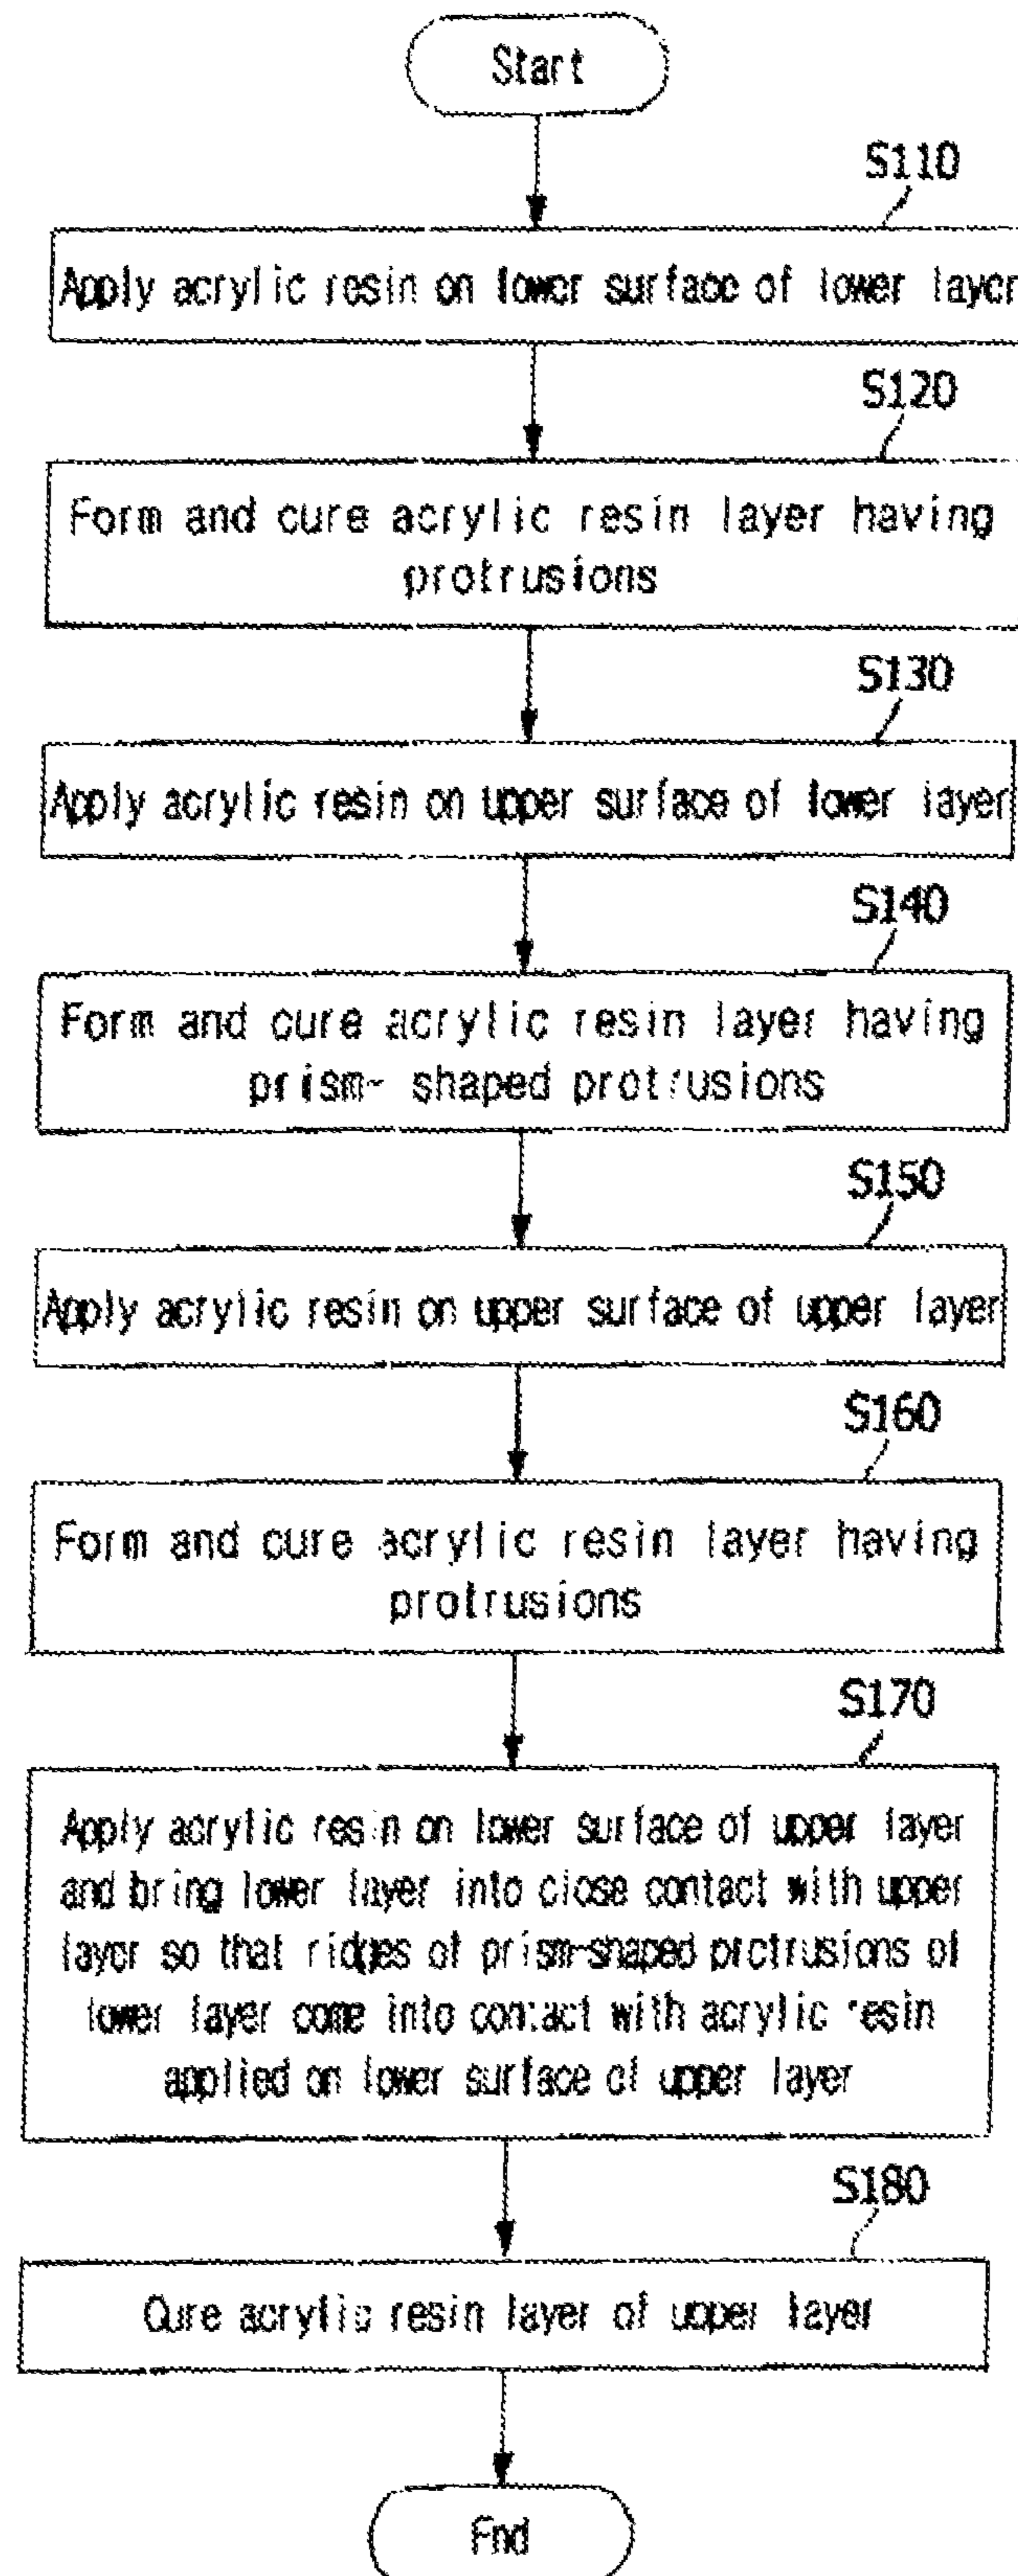 Start
S110
Apply acrylic resin on lower surface of lower layer
S120
Form and cure acrylic resin layer having
protrusions
S130
Apply acrylic resin on upper surface of lower layer
S140
Form and cure acrylic resin layer having
prism- shaped protrusions
S150
Apply acrylic resin on upper surface of upper layer
S160
Form and cure acrylic resin layer having
protrusions
S170
Apply acrylic resin on lower surface of upper layer
and bring lower layer into close contact with upper
layer so that ridges of prism-shaped protrusions of
lower layer come into contact with acrylic resin
applied on lower surface of upper layer
S180
Cure acrylic resin layer of upper layer
End